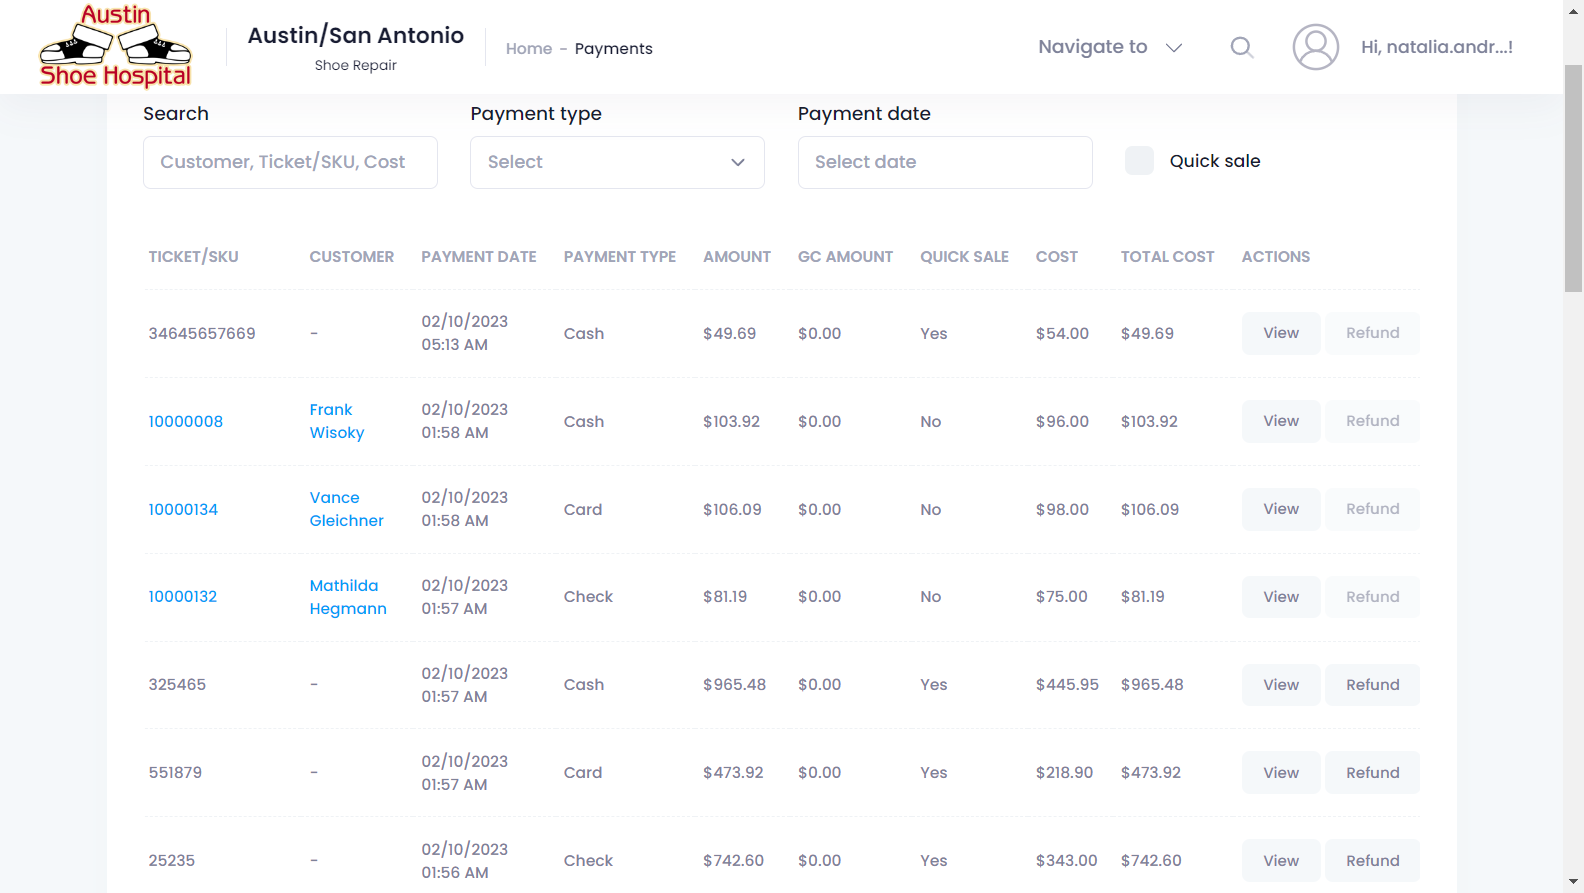 Austin
Shoe Hospital
Austin/San Antonio
Shoe Repair
Home - Payments
Navigate to
Hi, natalia.andr...!
Search
Payment type
Payment date
Customer, Ticket/SKU, Cost
Select
Select date
Quick sale
TICKET/SKU CUSTOMER PAYMENT DATE PAYMENT TYPE AMOUNT GC AMOUNT QUICK SALE COST TOTAL COST ACTIONS
34645657669 - 02/10/2023 05:13 AM Cash $49.69 $0.00 Yes $54.00 $49.69 View Refund
10000008 Frank Wisoky 02/10/2023 01:58 AM Cash $103.92 $0.00 No $96.00 $103.92 View Refund
10000134 Vance Gleichner 02/10/2023 01:58 AM Card $106.09 $0.00 No $98.00 $106.09 View Refund
10000132 Mathilda Hegmann 02/10/2023 01:57 AM Check $81.19 $0.00 No $75.00 $81.19 View Refund
325465 - 02/10/2023 01:57 AM Cash $965.48 $0.00 Yes $445.95 $965.48 View Refund
551879 - 02/10/2023 01:57 AM Card $473.92 $0.00 Yes $218.90 $473.92 View Refund
25235 - 02/10/2023 01:56 AM Check $742.60 $0.00 Yes $343.00 $742.60 View Refund